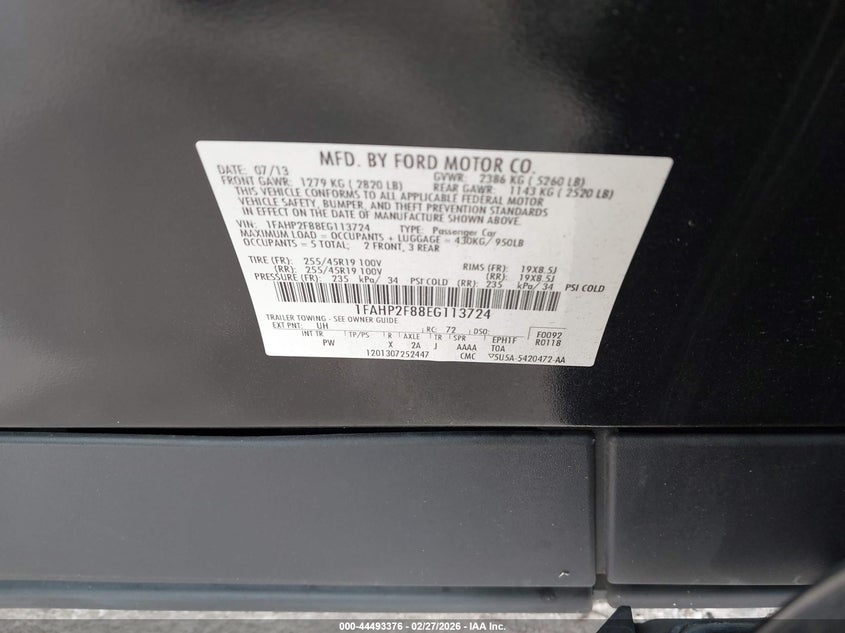 MFD. BY FORD MOTOR CO.
DATE: 07/13 GVWR: 2386 KG ( 5260 LB)
FRONT GAWR: 1279 KG ( 2820 LB) REAR GAWR: 1143 KG ( 2520 LB)
THIS VEHICLE CONFORMS TO ALL APPLICABLE FEDERAL MOTOR
VEHICLE SAFETY, BUMPER, AND THEFT PREVENTION STANDARDS
IN EFFECT ON THE DATE OF MANUFACTURE SHOWN ABOVE.
VIN: 1FAHP2F88EG113724 TYPE: Passenger Car
MAXIMUM LOAD = OCCUPANTS + LUGGAGE = 430KG/ 950LB
OCCUPANTS = 5 TOTAL; 2 FRONT, 3 REAR
TIRE (FR): 255/45R19 100V RIMS (FR): 19X8.5J
(RR): 255/45R19 100V (RR): 19X8.5J
PRESSURE (FR): 235 kPa/ 34 PSI COLD (RR): 235 kPa/ 34 PSI COLD
1FAHP2F88EG113724
TRAILER TOWING - SEE OWNER GUIDE
EXT PNT: UH RC: 72 DSO: F0092
INT TR TP/PS R AXLE TR SPR EPH1F R0118
PW X 2A J AAAA TOA
1201307252447 CMC 5U5A-5420472-AA
000-44493376 - 02/27/2026 - IAA Inc.